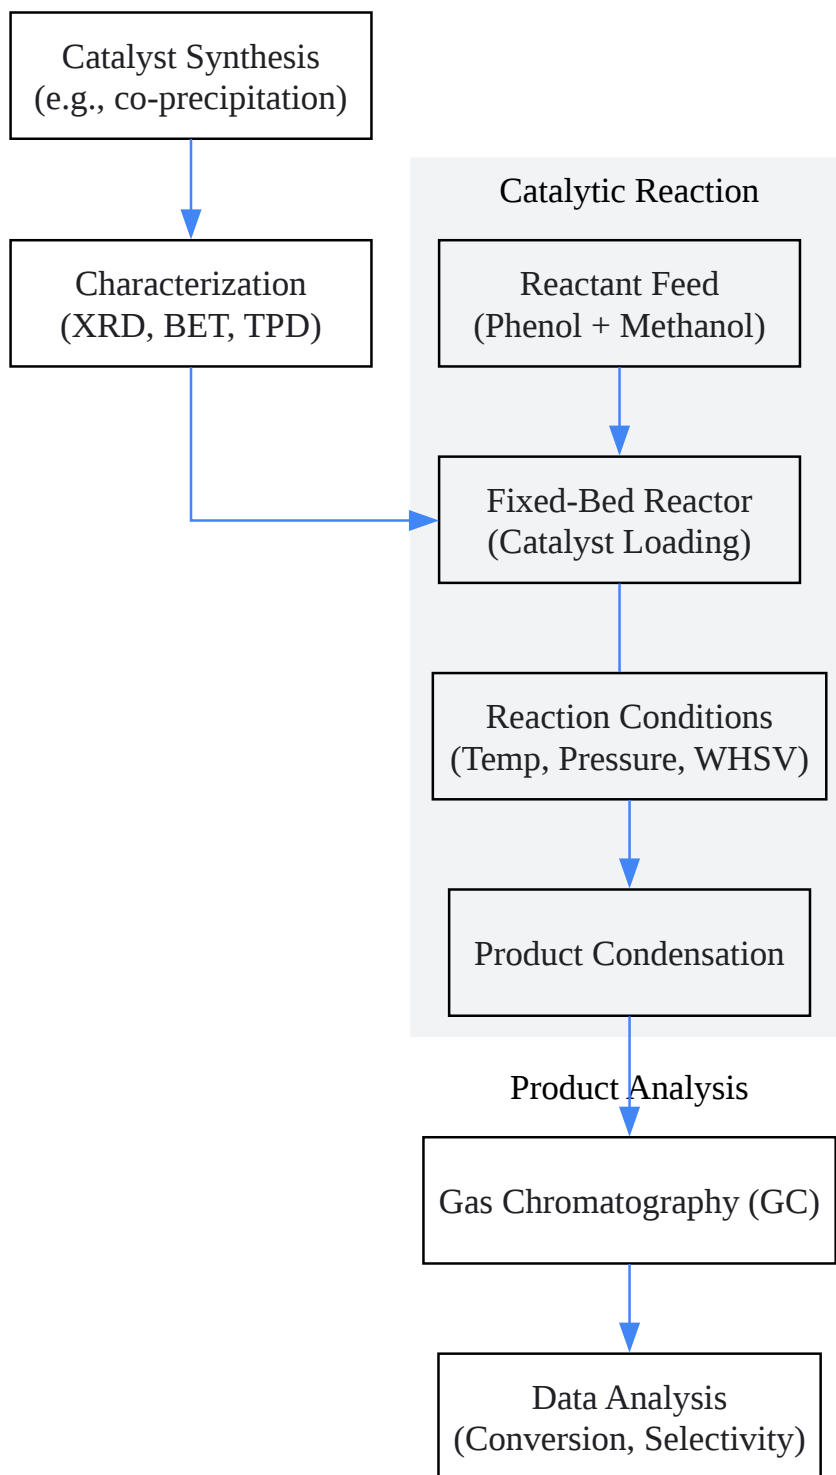 Catalyst Synthesis
(e.g., co-precipitation)
Characterization
(XRD, BET, TPD)
Catalytic Reaction
Reactant Feed
(Phenol + Methanol)
Fixed-Bed Reactor
(Catalyst Loading)
Reaction Conditions
(Temp, Pressure, WHSV)
Product Condensation
Product Analysis
Gas Chromatography (GC)
Data Analysis
(Conversion, Selectivity)